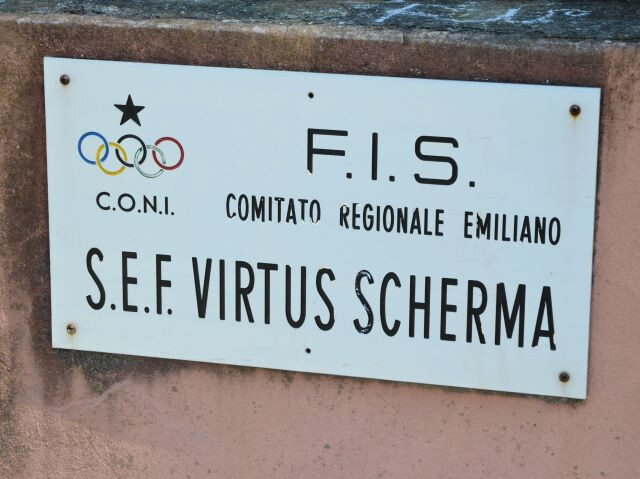 F.I.S.
C.O.N.I.
COMITATO REGIONALE EMILIANO
S.E.F. VIRTUS SCHERMA